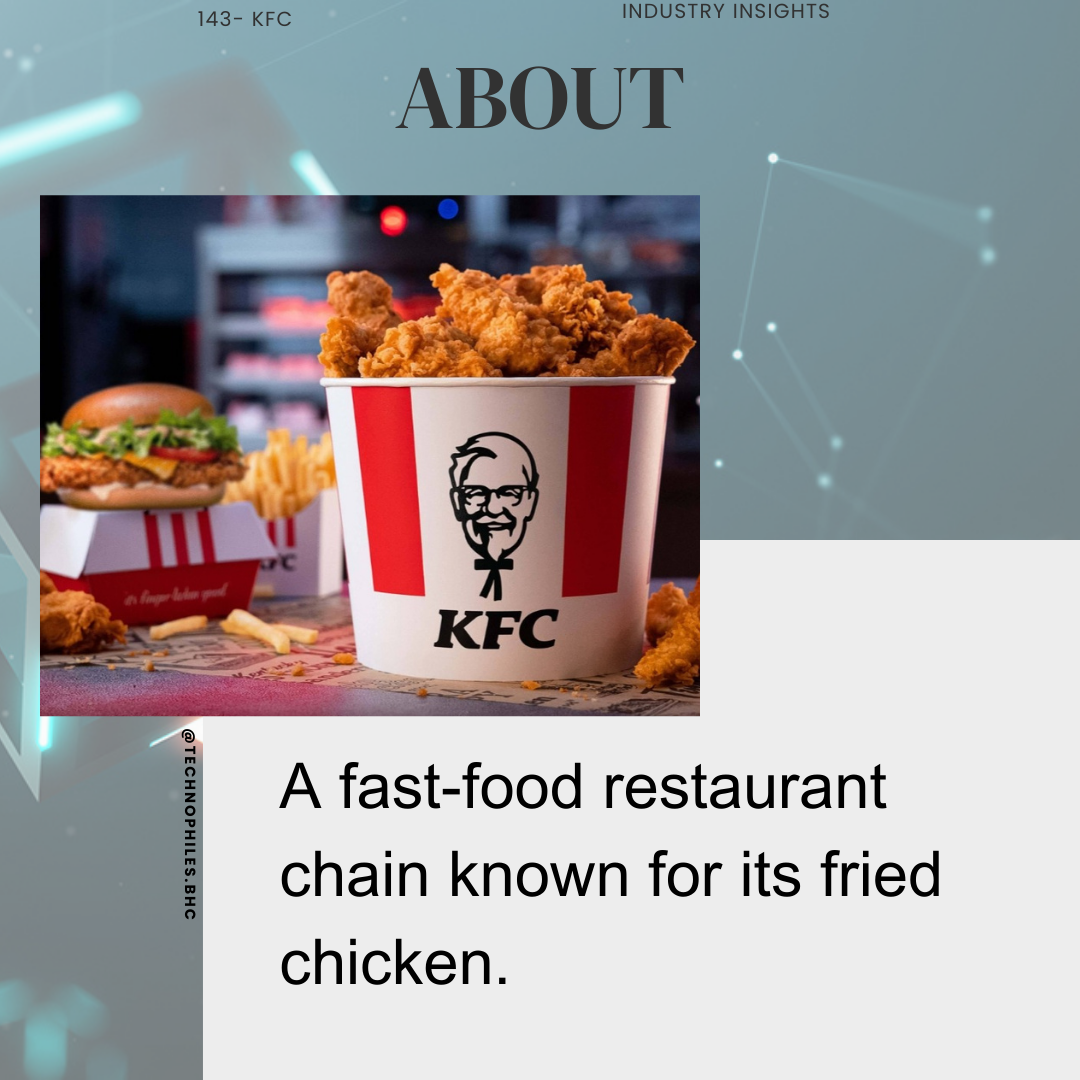 143- KFC
INDUSTRY INSIGHTS
ABOUT
it's finger lickin' good
KFC
@TECHNOPHILES.BHC
A fast-food restaurant
chain known for its fried
chicken.